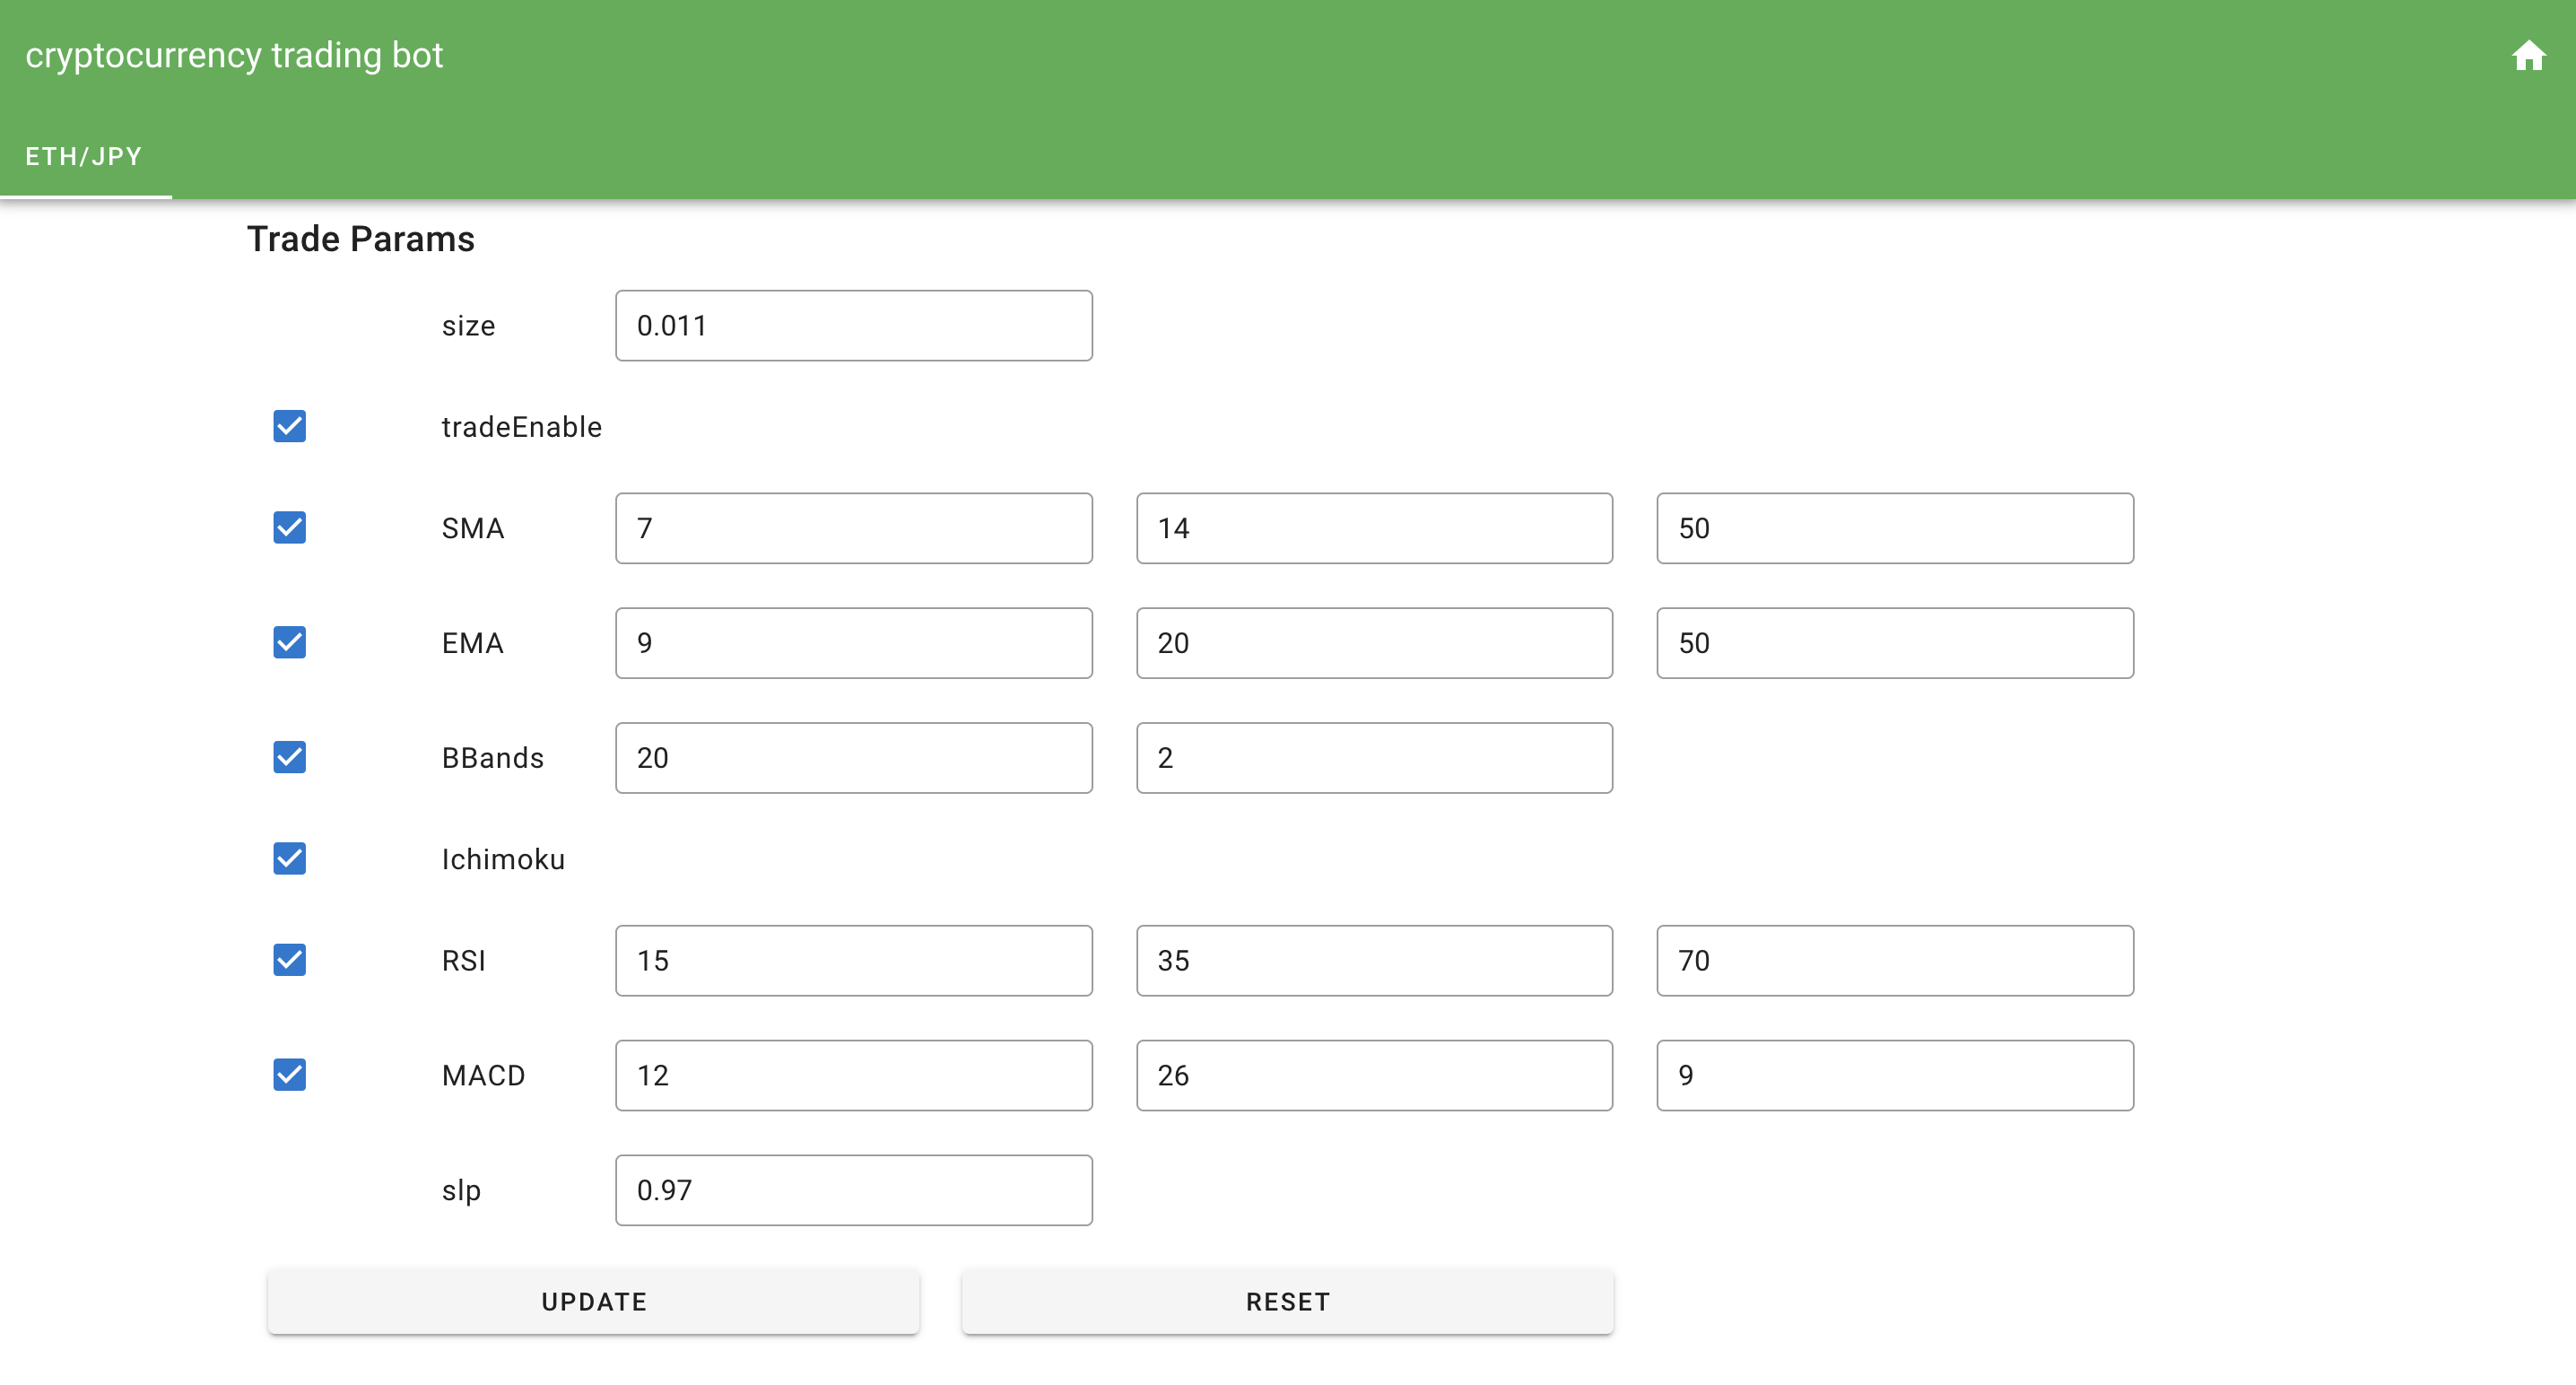 cryptocurrency trading bot
ETH/JPY
Trade Params
size 0.011
tradeEnable
SMA 7 14 50
EMA 9 20 50
BBands 20 2
Ichimoku
RSI 15 35 70
MACD 12 26 9
slp 0.97
UPDATE RESET